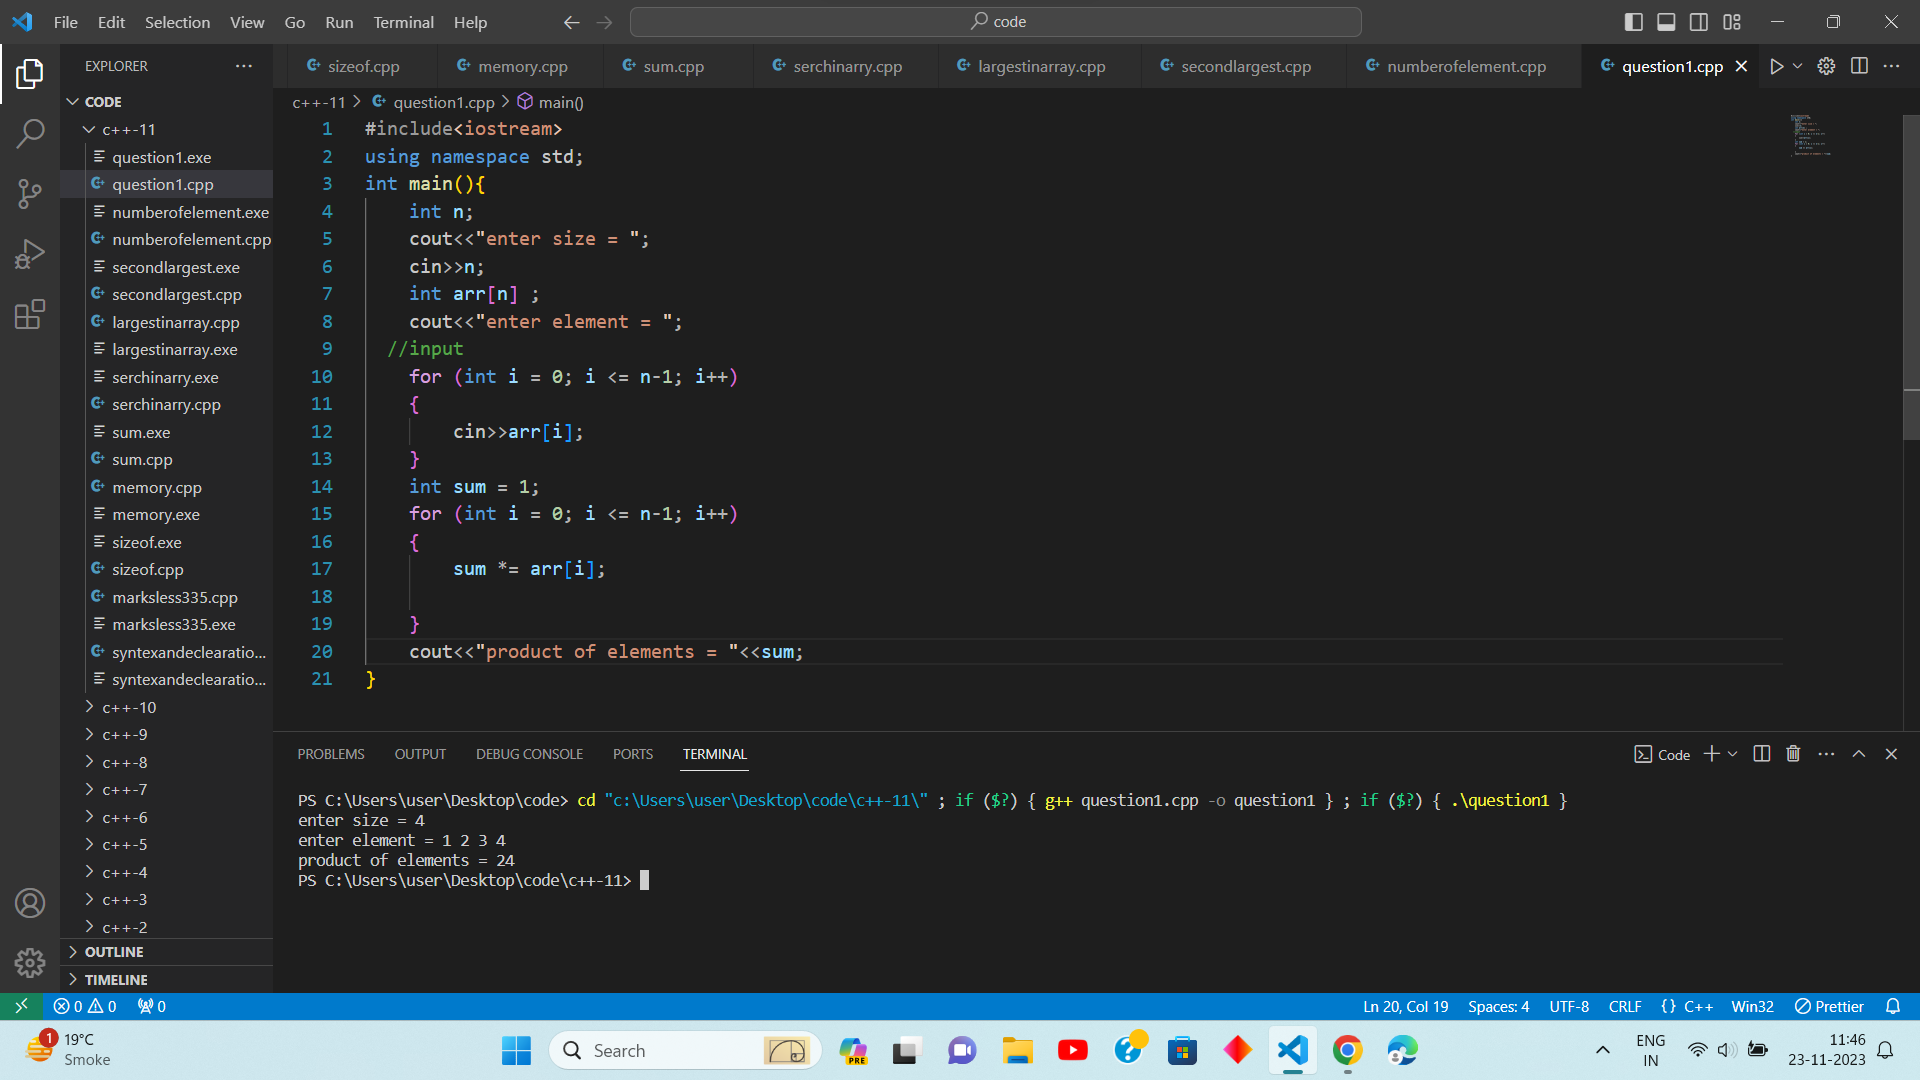 File Edit Selection View Go Run Terminal Help
code
EXPLORER
sizeof.cpp memory.cpp sum.cpp serchinarry.cpp largestinarray.cpp secondlargest.cpp numberofelement.cpp question1.cpp
CODE
c++-11
question1.exe
question1.cpp
numberofelement.exe
numberofelement.cpp
secondlargest.exe
secondlargest.cpp
largestinarray.cpp
largestinarray.exe
serchinarry.exe
serchinarry.cpp
sum.exe
sum.cpp
memory.cpp
memory.exe
sizeof.exe
sizeof.cpp
marksless335.cpp
marksless335.exe
syntexandeclearatio...
syntexandeclearatio...
c++-10
c++-9
c++-8
c++-7
c++-6
c++-5
c++-4
c++-3
c++-2
OUTLINE
TIMELINE
c++-11 > question1.cpp > main()
1 #include<iostream>
2 using namespace std;
3 int main(){
4 int n;
5 cout<<"enter size = ";
6 cin>>n;
7 int arr[n] ;
8 cout<<"enter element = ";
9 //input
10 for (int i = 0; i <= n-1; i++)
11 {
12 cin>>arr[i];
13 }
14 int sum = 1;
15 for (int i = 0; i <= n-1; i++)
16 {
17 sum *= arr[i];
18
19 }
20 cout<<"product of elements = "<<sum;
21 }
PROBLEMS OUTPUT DEBUG CONSOLE PORTS TERMINAL
Code
PS C:\Users\user\Desktop\code> cd "c:\Users\user\Desktop\code\c++-11\" ; if ($?) { g++ question1.cpp -o question1 } ; if ($?) { .\question1 }
enter size = 4
enter element = 1 2 3 4
product of elements = 24
PS C:\Users\user\Desktop\code\c++-11>
0 0 0
Ln 20, Col 19 Spaces: 4 UTF-8 CRLF {} C++ Win32 Prettier
1
19°C
Smoke
Search
PRE
ENG
IN
11:46
23-11-2023